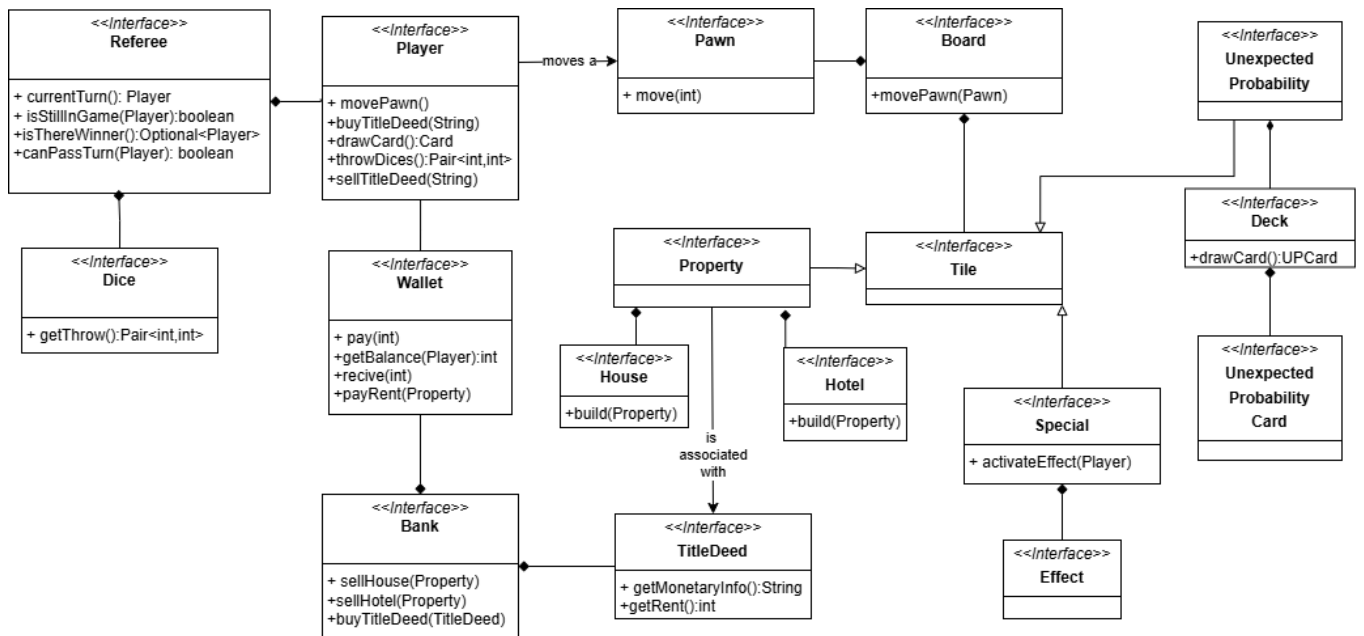 <<Interface>>
Referee
+ currentTurn(): Player
+ isStillInGame(Player):boolean
+isThereWinner():Optional<Player>
+canPassTurn(Player): boolean
<<Interface>>
Player
+ movePawn()
+buyTitleDeed(String)
+drawCard():Card
+throwDices():Pair<int,int>
+sellTitleDeed(String)
moves a
<<Interface>>
Pawn
+ move(int)
<<Interface>>
Board
+movePawn(Pawn)
<<Interface>>
Unexpected
Probability
<<Interface>>
Dice
+ getThrow():Pair<int,int>
<<Interface>>
Wallet
+ pay(int)
+getBalance(Player):int
+recive(int)
+payRent(Property)
<<Interface>>
Property
<<Interface>>
Tile
<<Interface>>
Deck
+drawCard():UPCard
<<Interface>>
House
+build(Property)
<<Interface>>
Hotel
+build(Property)
is
associated
with
<<Interface>>
Special
+ activateEffect(Player)
<<Interface>>
Unexpected
Probability
Card
<<Interface>>
Bank
+ sellHouse(Property)
+sellHotel(Property)
+buyTitleDeed(TitleDeed)
<<Interface>>
TitleDeed
+ getMonetaryInfo():String
+getRent():int
<<Interface>>
Effect